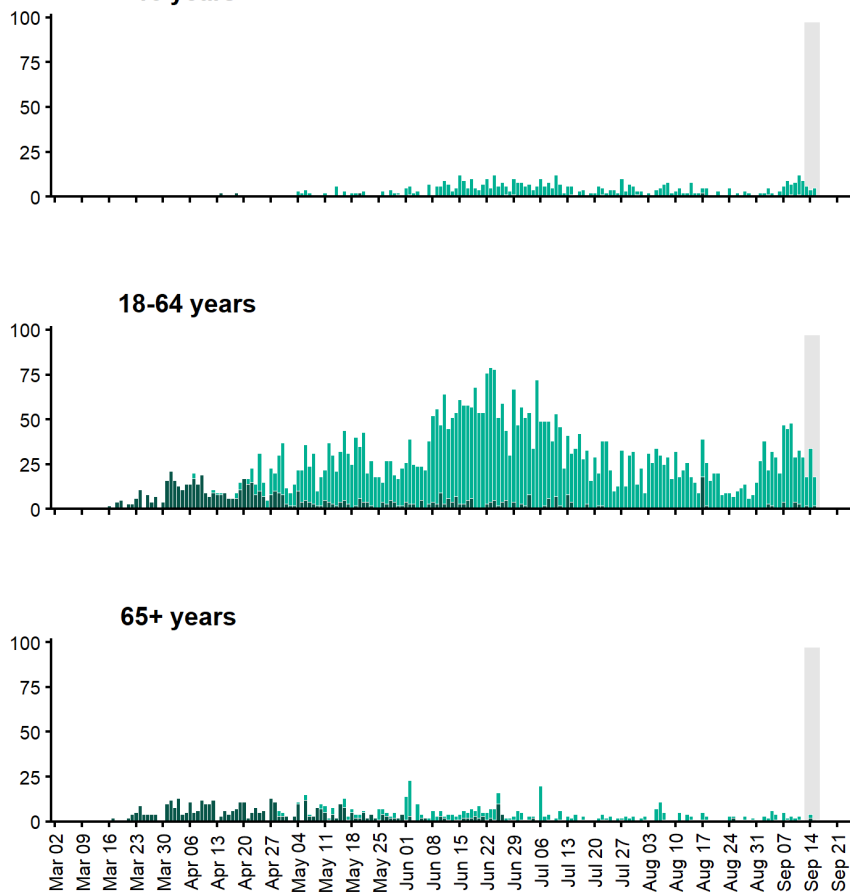 100
75
50
25
0
18-64 years
100
75
50
25
0
65+ years
100
75
50
25
0
Mar 02
Mar 09
Mar 16
Mar 23
Mar 30
Apr 06
Apr 13
Apr 20
Apr 27
May 04
May 11
May 18
May 25
Jun 01
Jun 08
Jun 15
Jun 22
Jun 29
Jul 06
Jul 13
Jul 20
Jul 27
Aug 03
Aug 10
Aug 17
Aug 24
Aug 31
Sep 07
Sep 14
Sep 21